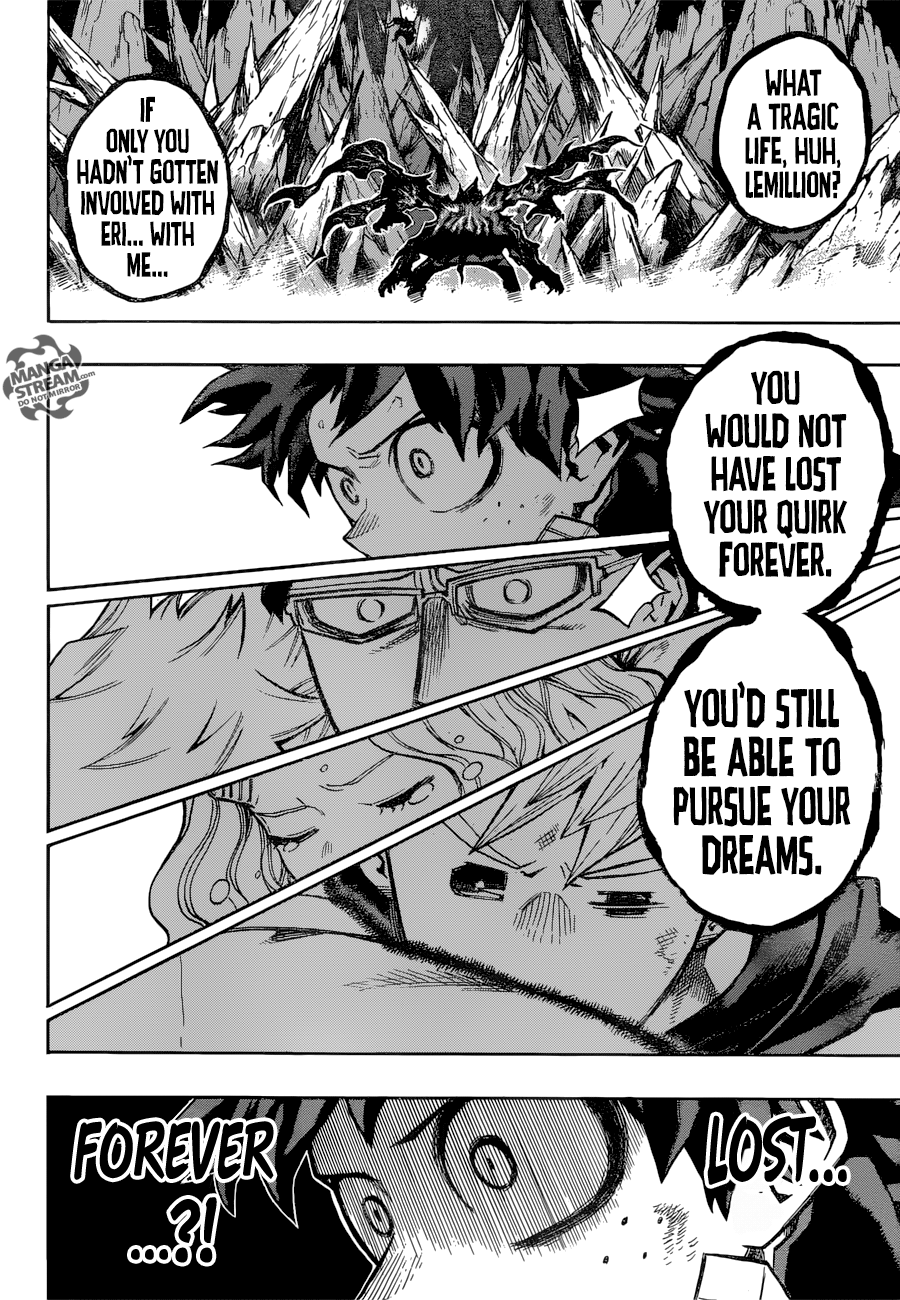 WHAT
A TRAGIC
LIFE, HUH,
LEMILLION?
IF
ONLY YOU
HADN'T GOTTEN
INVOLVED WITH
ERI... WITH
ME...
MANGA
STREAM.com
DO NOT MIRROR
YOU
WOULD NOT
HAVE LOST
YOUR QUIRK
FOREVER.
YOU'D STILL
BE ABLE TO
PURSUE YOUR
DREAMS.
LOST...
FOREVER
...?!